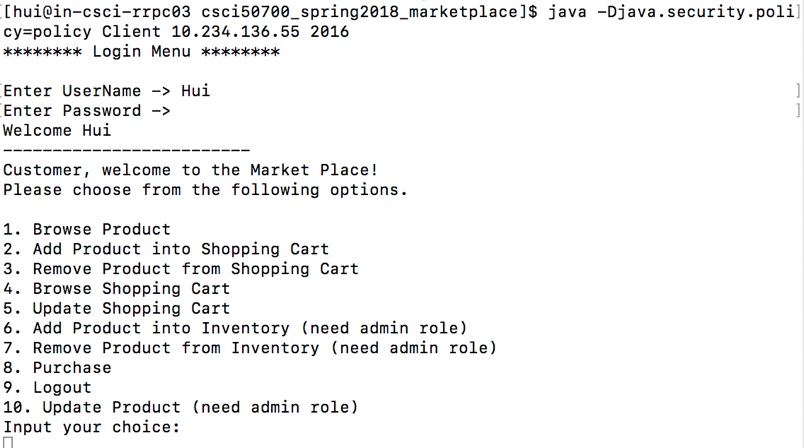 [hui@in-csci-rrpc03 csci50700_spring2018_marketplace]$ java -Djava.security.poli]
cy=policy Client 10.234.136.55 2016
******** Login Menu ********
[Enter UserName -> Hui ]
[Enter Password -> ]
Welcome Hui
-------------------------
Customer, welcome to the Market Place!
Please choose from the following options.
1. Browse Product
2. Add Product into Shopping Cart
3. Remove Product from Shopping Cart
4. Browse Shopping Cart
5. Update Shopping Cart
6. Add Product into Inventory (need admin role)
7. Remove Product from Inventory (need admin role)
8. Purchase
9. Logout
10. Update Product (need admin role)
Input your choice: